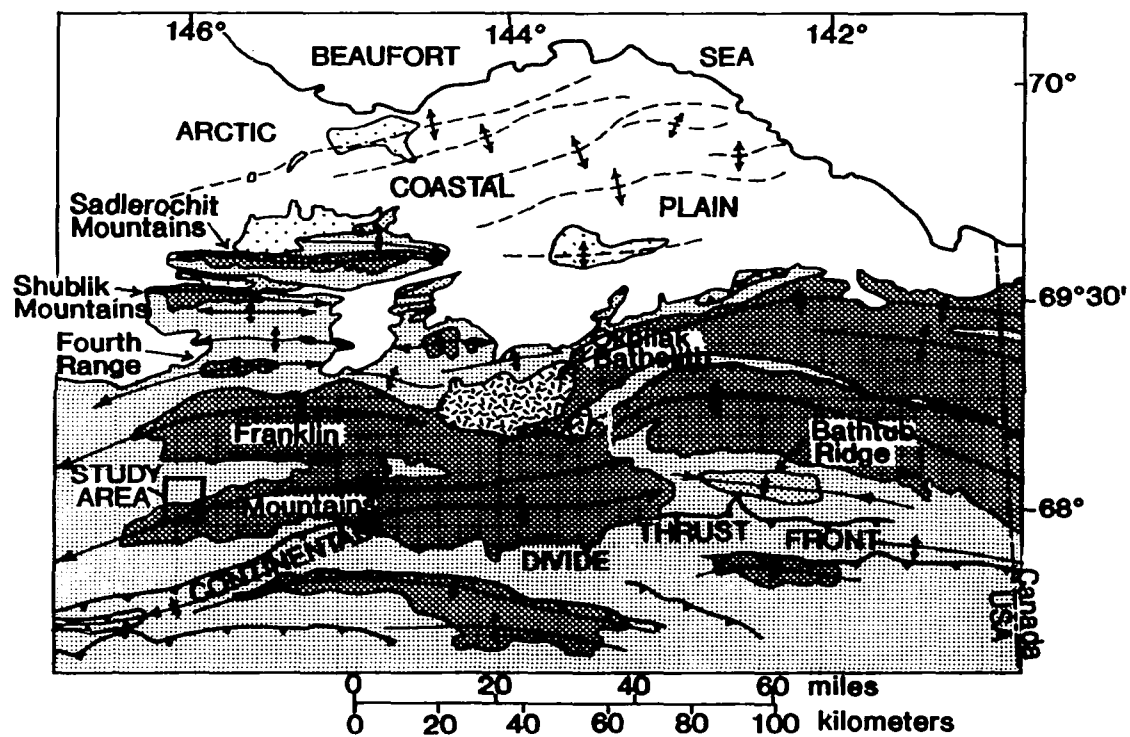 146° 144° 142°
BEAUFORT SEA
70°
ARCTIC
COASTAL
PLAIN
Sadlerochit
Mountains
Shublik
Mountains
69°30'
Fourth
Range
Okpilak
Batholith
Franklin
Bathtub
Ridge
STUDY
AREA
Mountains
68°
THRUST FRONT
CONTINENTAL DIVIDE
Canada
USA
0 20 40 60 miles
0 20 40 60 80 100 kilometers